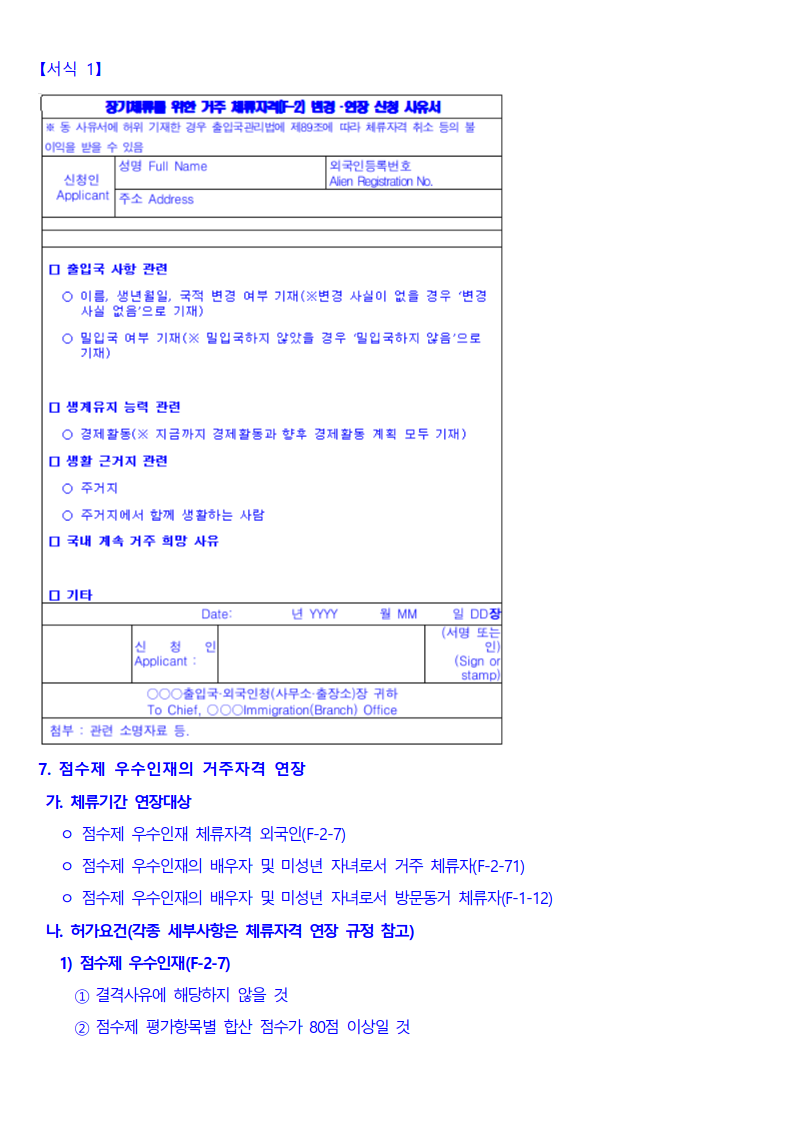 【서식 1】
장기체류를 위한 거주 체류자격(F-2) 변경·연장 신청 사유서
※ 동 사유서에 허위 기재한 경우 출입국관리법에 제89조에 따라 체류자격 취소 등의 불
이익을 받을 수 있음
신청인
Applicant
성명 Full Name
외국인등록번호
Alien Registration No.
주소 Address
□ 출입국 사항 관련
○ 이름, 생년월일, 국적 변경 여부 기재(※변경 사실이 없을 경우 '변경
사실 없음'으로 기재)
○ 밀입국 여부 기재(※ 밀입국하지 않았을 경우 '밀입국하지 않음'으로
기재)
□ 생계유지 능력 관련
○ 경제활동(※ 지금까지 경제활동과 향후 경제활동 계획 모두 기재)
□ 생활 근거지 관련
○ 주거지
○ 주거지에서 함께 생활하는 사람
□ 국내 계속 거주 희망 사유
□ 기타
Date: 년 YYYY 월 MM 일 DD장
신 청 인
Applicant :
(서명 또는
인)
(Sign or
stamp)
○○○출입국·외국인청(사무소·출장소)장 귀하
To Chief, ○○○Immigration(Branch) Office
첨부 : 관련 소명자료 등.
7. 점수제 우수인재의 거주자격 연장
가. 체류기간 연장대상
ㅇ 점수제 우수인재 체류자격 외국인(F-2-7)
ㅇ 점수제 우수인재의 배우자 및 미성년 자녀로서 거주 체류자(F-2-71)
ㅇ 점수제 우수인재의 배우자 및 미성년 자녀로서 방문동거 체류자(F-1-12)
나. 허가요건(각종 세부사항은 체류자격 연장 규정 참고)
1) 점수제 우수인재(F-2-7)
① 결격사유에 해당하지 않을 것
② 점수제 평가항목별 합산 점수가 80점 이상일 것